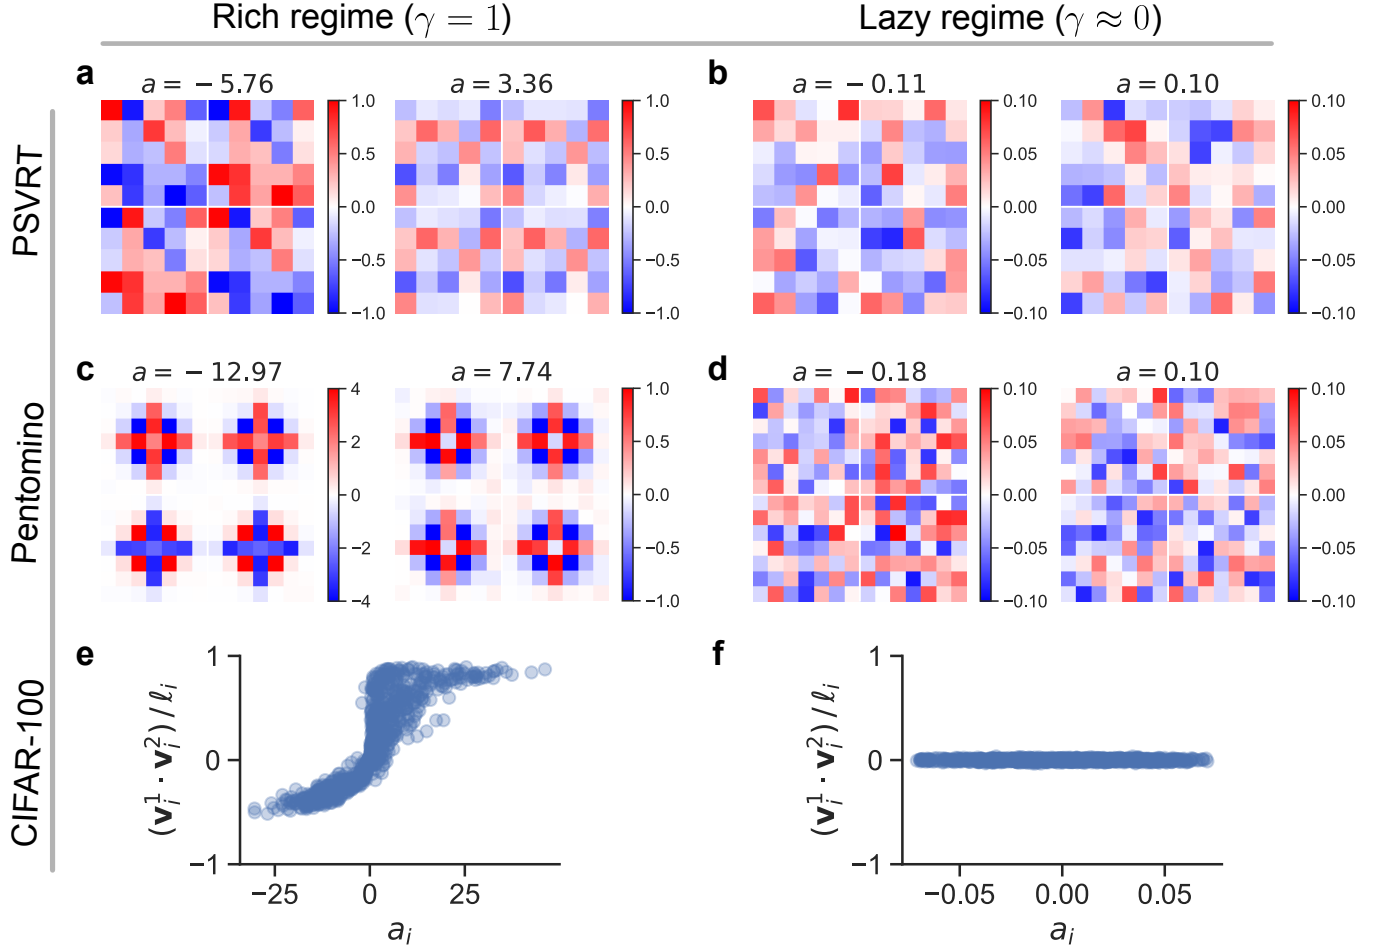 Rich regime (γ = 1)
Lazy regime (γ ≈ 0)
PSVRT
a
a = − 5.76
1.0
0.5
0.0
−0.5
−1.0
a = 3.36
1.0
0.5
0.0
−0.5
−1.0
b
a = − 0.11
0.10
0.05
0.00
−0.05
−0.10
a = 0.10
0.10
0.05
0.00
−0.05
−0.10
Pentomino
c
a = − 12.97
4
2
0
−2
−4
a = 7.74
1.0
0.5
0.0
−0.5
−1.0
d
a = − 0.18
0.10
0.05
0.00
−0.05
−0.10
a = 0.10
0.10
0.05
0.00
−0.05
−0.10
CIFAR-100
e
(v_i^1 · v_i^2) / ℓ_i
1
0
−1
−25
0
25
a_i
f
(v_i^1 · v_i^2) / ℓ_i
1
0
−1
−0.05
0.00
0.05
a_i